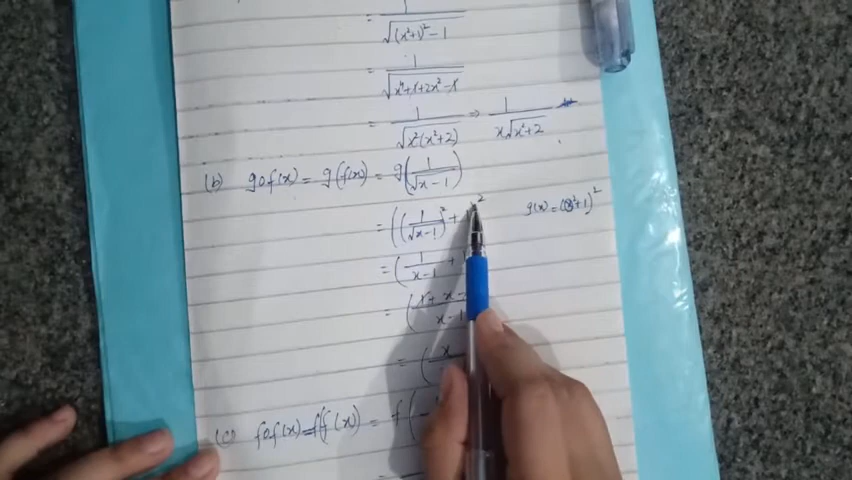 = 1/√((x²+1)²-1)
= 1/√(x⁴+1+2x²-1)
= 1/√(x²(x²+2)) ⇒ 1/(x√(x²+2))
(b) gof(x) = g(f(x)) = g(1/√(x-1))
= ((1/√(x-1))² + )² g(x) = (x²+1)²
= (1/(x-1) +
= (1+x-
x-1
= (x
(c) fof(x) = f(f(x)) = f(